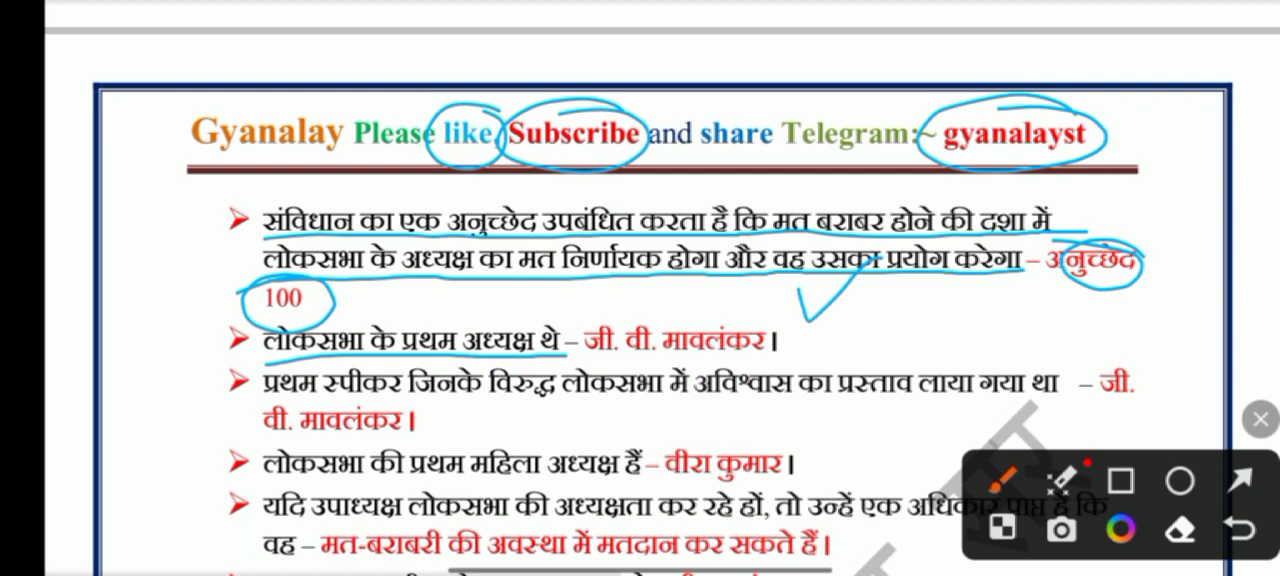 Gyanalay Please like, Subscribe and share Telegram:~ gyanalayst
संविधान का एक अनुच्छेद उपबंधित करता है कि मत बराबर होने की दशा में
लोकसभा के अध्यक्ष का मत निर्णायक होगा और वह उसका प्रयोग करेगा – अनुच्छेद
100
लोकसभा के प्रथम अध्यक्ष थे – जी. वी. मावलंकर।
प्रथम स्पीकर जिनके विरुद्ध लोकसभा में अविश्वास का प्रस्ताव लाया गया था – जी.
वी. मावलंकर।
लोकसभा की प्रथम महिला अध्यक्ष हैं– वीरा कुमार।
यदि उपाध्यक्ष लोकसभा की अध्यक्षता कर रहे हों, तो उन्हें एक अधिकार प्राप्त है कि
वह – मत-बराबरी की अवस्था में मतदान कर सकते हैं।